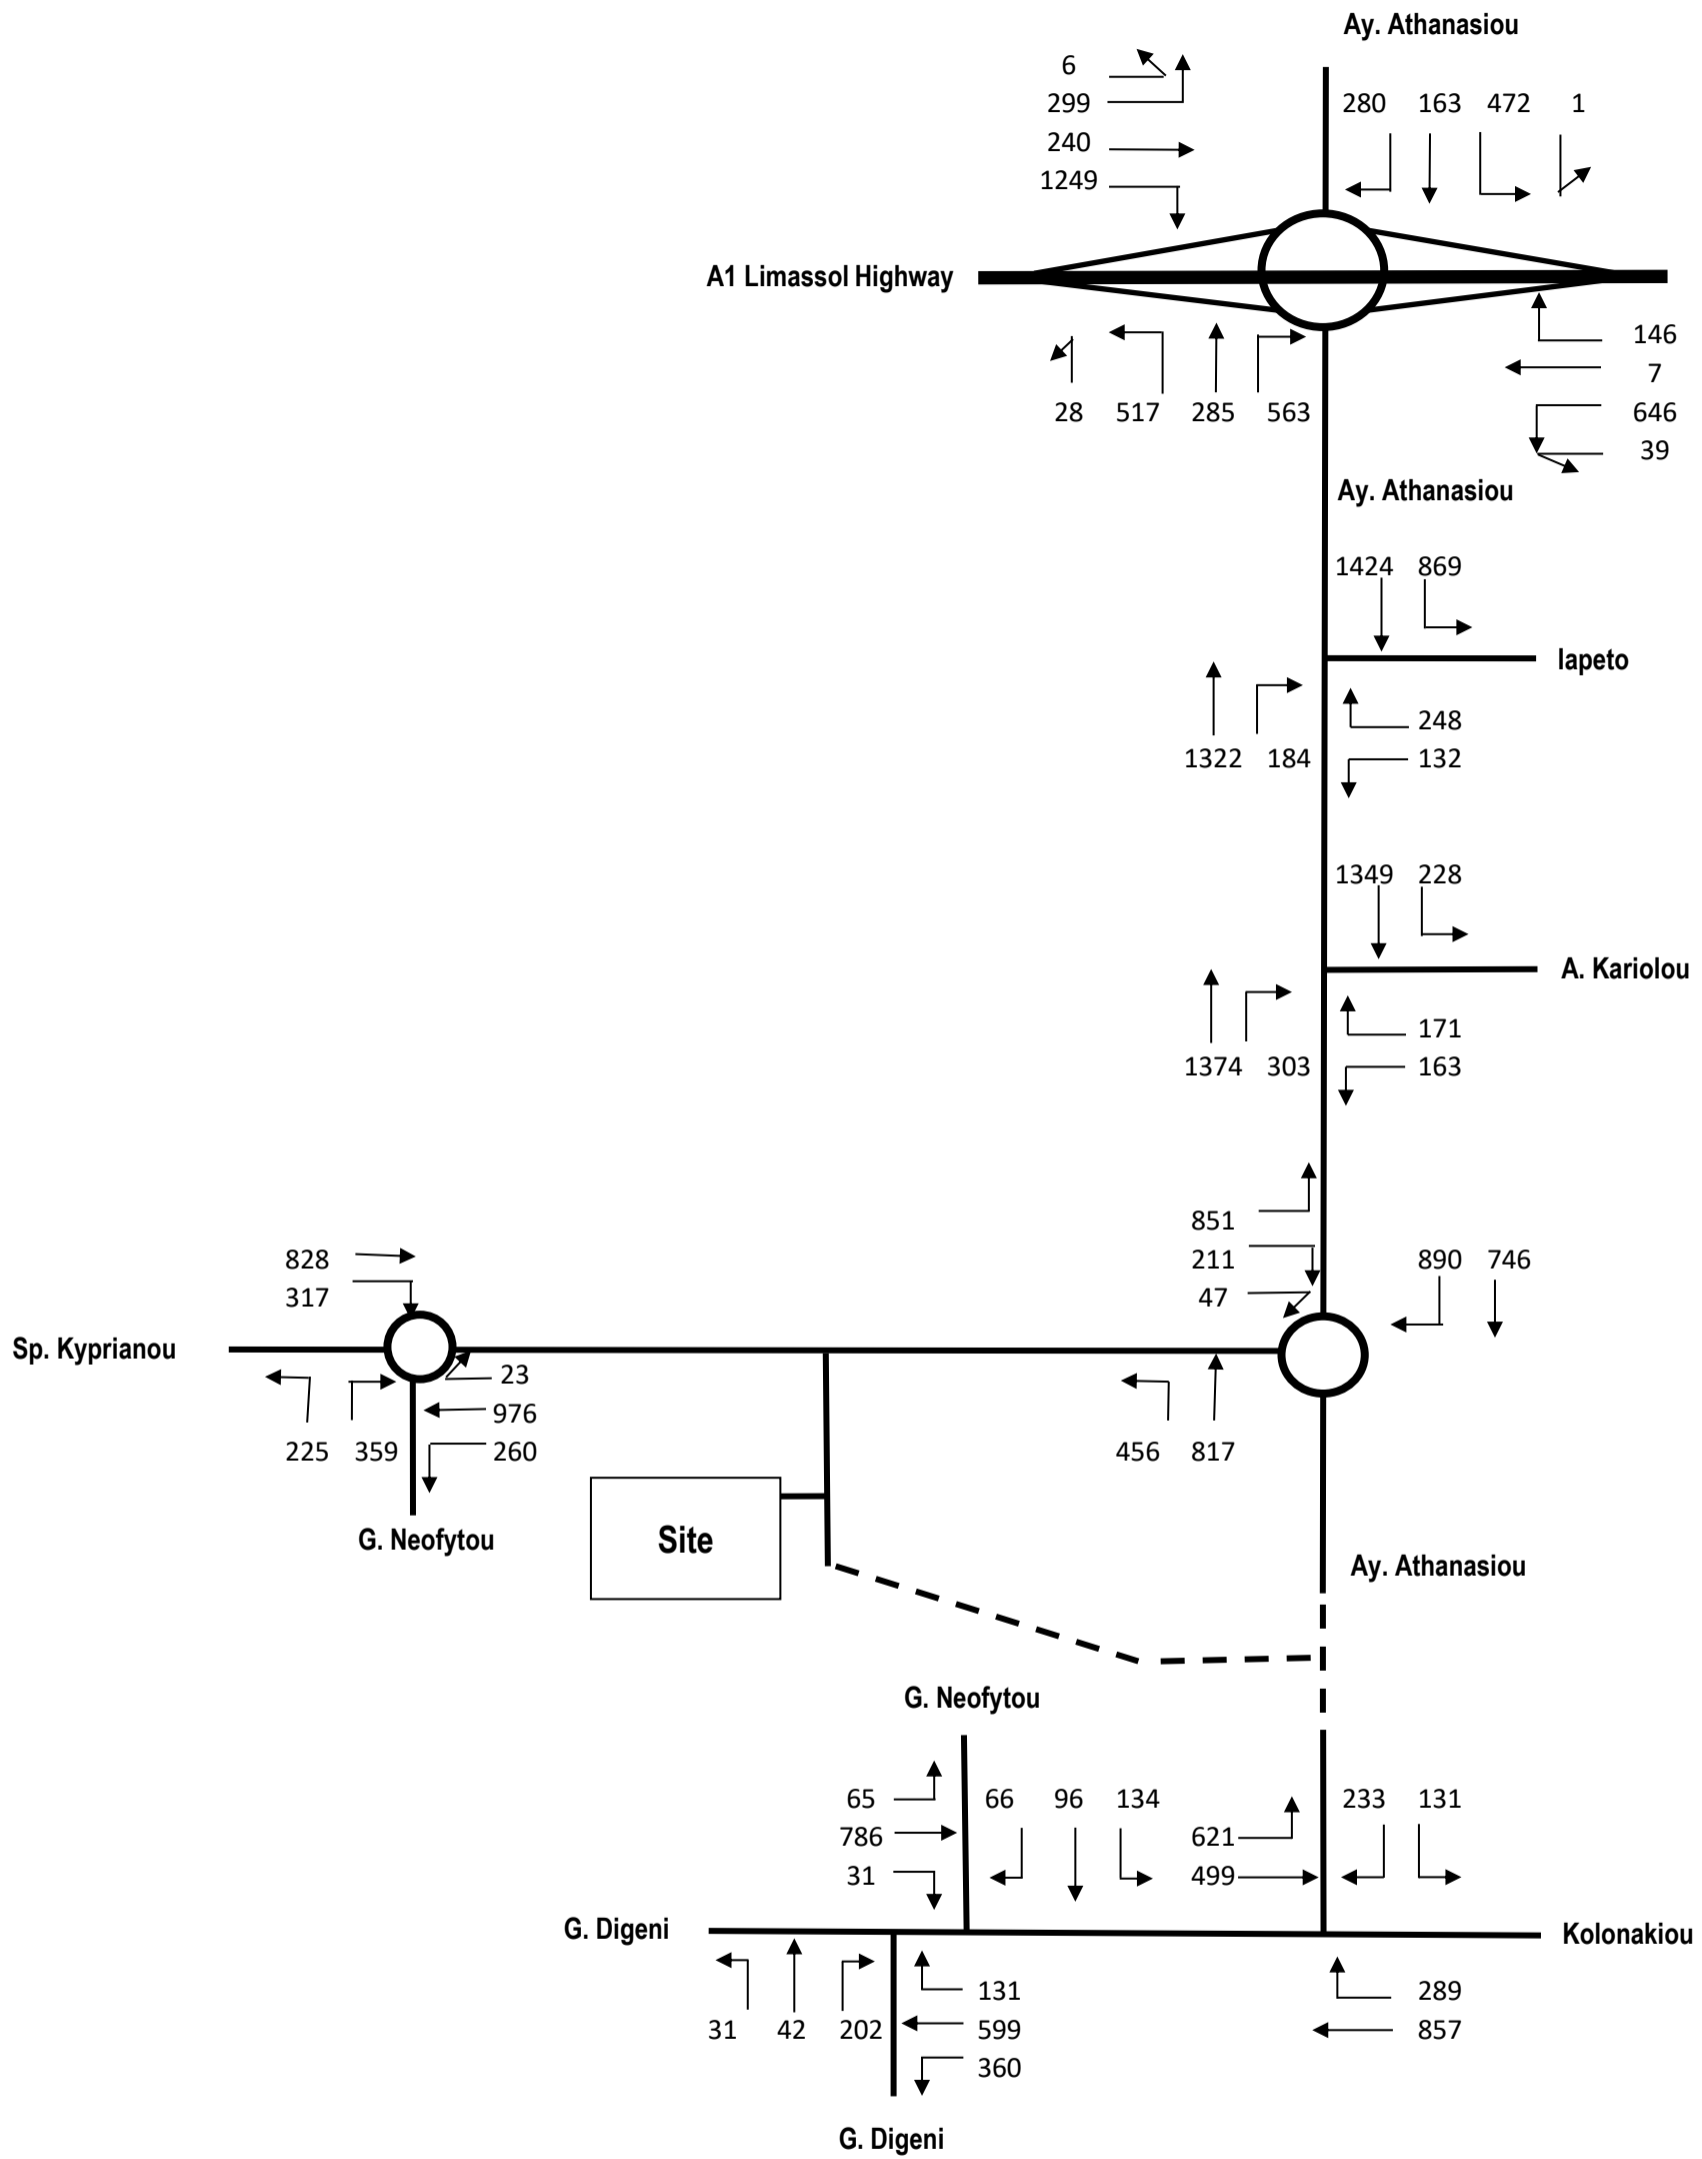 Ay. Athanasiou
6
299
240
1249
280 163 472 1
A1 Limassol Highway
28 517 285 563
146
7
646
39
Ay. Athanasiou
1424 869
Iapeto
1322 184
248
132
1349 228
A. Kariolou
1374 303
171
163
851
211
47
890 746
828
317
Sp. Kyprianou
225 359
23
976
260
G. Neofytou
456 817
Site
Ay. Athanasiou
G. Neofytou
65
786
31
66 96 134
621
499
233 131
G. Digeni
Kolonakiou
31 42 202
131
599
360
289
857
G. Digeni